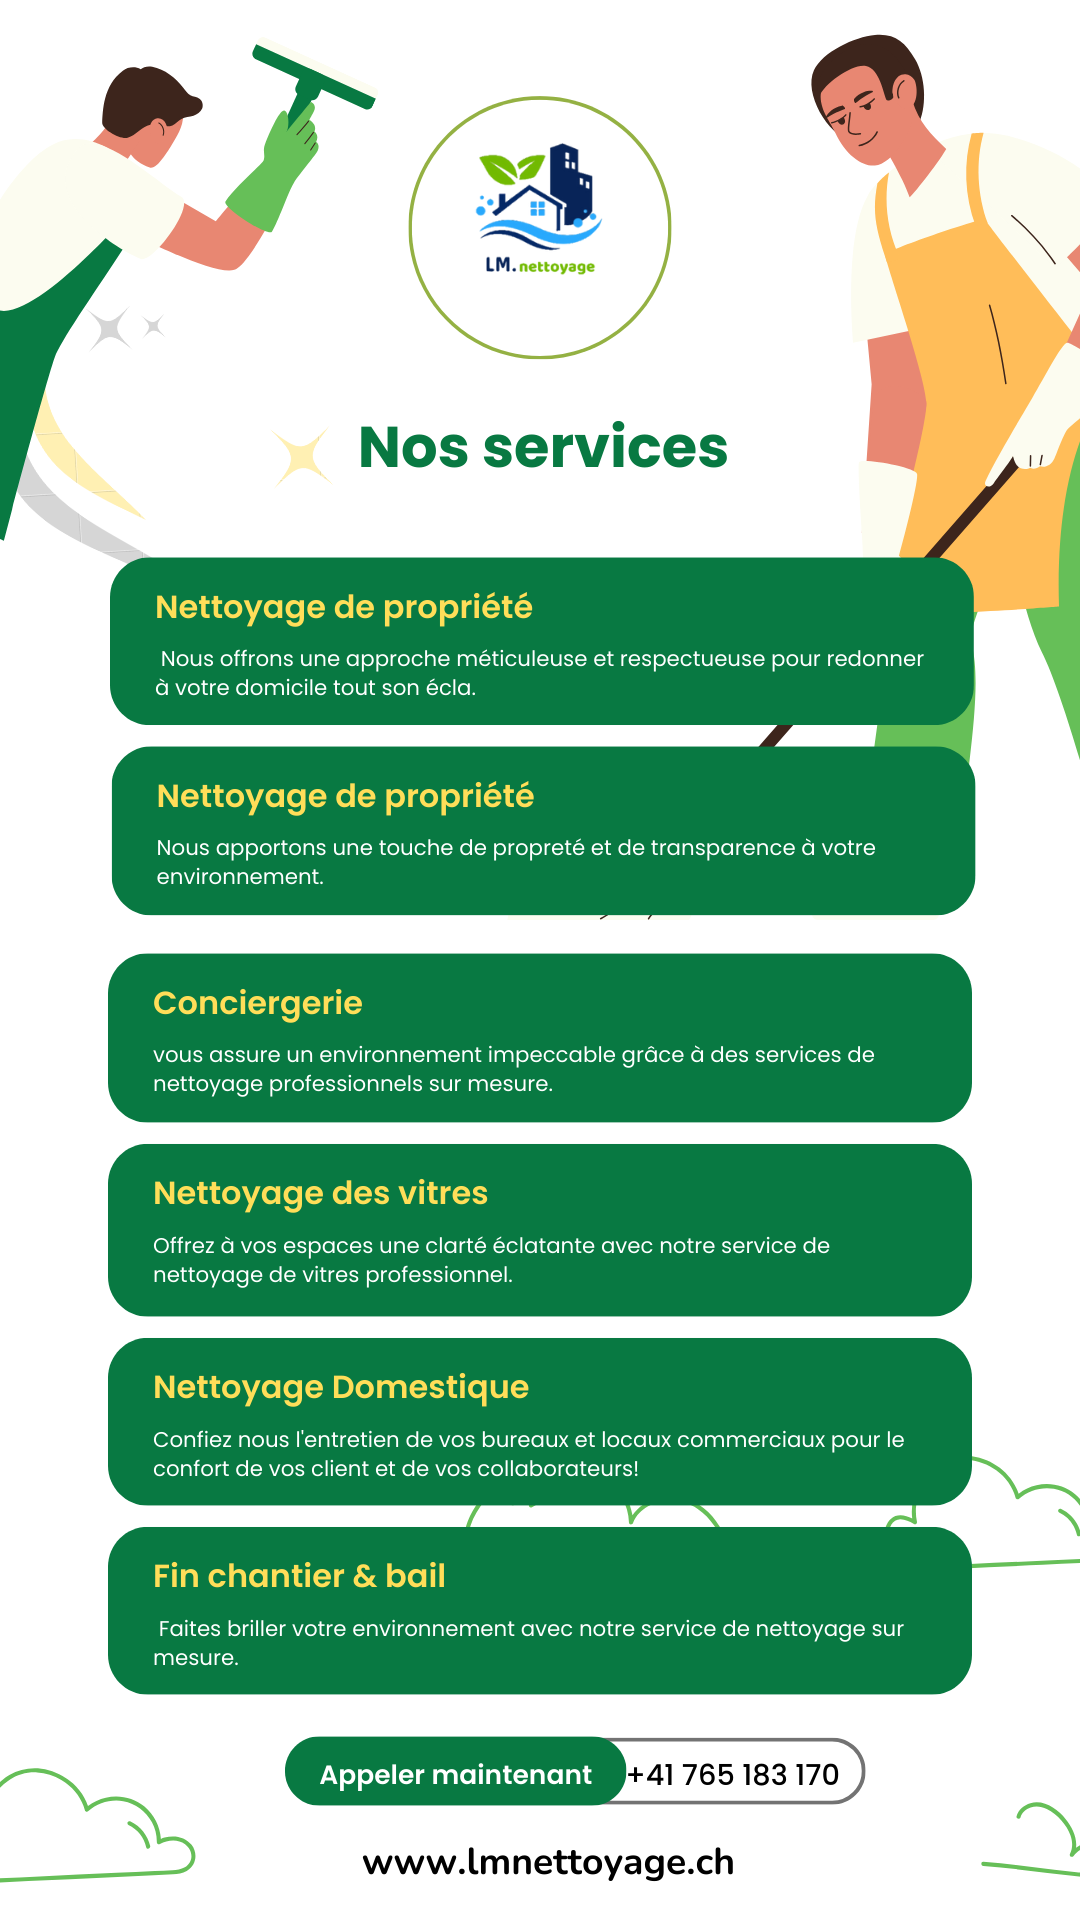 LM. nettoyage
Nos services
Nettoyage de propriété
Nous offrons une approche méticuleuse et respectueuse pour redonner
à votre domicile tout son écla.
Nettoyage de propriété
Nous apportons une touche de propreté et de transparence à votre
environnement.
Conciergerie
vous assure un environnement impeccable grâce à des services de
nettoyage professionnels sur mesure.
Nettoyage des vitres
Offrez à vos espaces une clarté éclatante avec notre service de
nettoyage de vitres professionnel.
Nettoyage Domestique
Confiez nous l'entretien de vos bureaux et locaux commerciaux pour le
confort de vos client et de vos collaborateurs!
Fin chantier & bail
Faites briller votre environnement avec notre service de nettoyage sur
mesure.
Appeler maintenant +41 765 183 170
www.lmnettoyage.ch